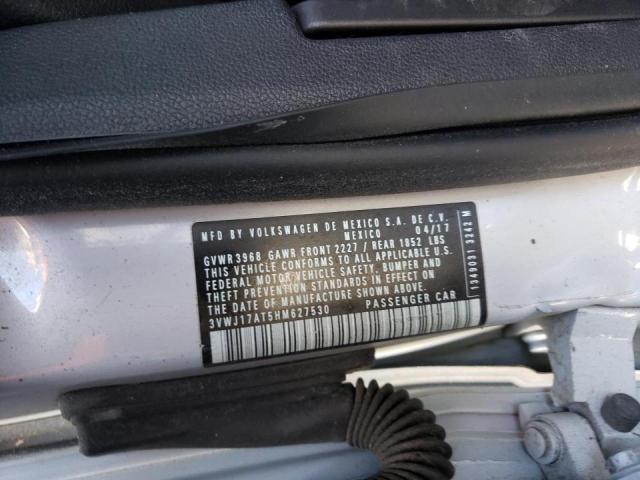 MFD BY VOLKSWAGEN DE MEXICO S.A. DE C.V.
MEXICO 04/17
GVWR 3968 GAWR FRONT 2227 / REAR 1852 LBS
THIS VEHICLE CONFORMS TO ALL APPLICABLE U.S.
FEDERAL MOTOR VEHICLE SAFETY, BUMPER AND
THEFT PREVENTION STANDARDS IN EFFECT ON
THE DATE OF MANUFACTURE SHOWN ABOVE.
3VWJ17AT5HM627530 PASSENGER CAR
1349031 3242 M